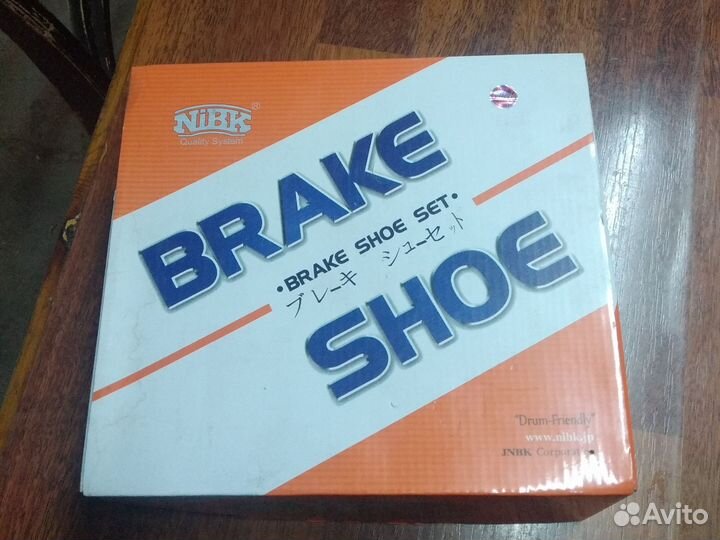 NiBK ®
Quality System
BRAKE
•BRAKE SHOE SET•
ブレーキ シューセット
SHOE
"Drum-Friendly"
www.nibk.jp
JNBK Corporation
Avito